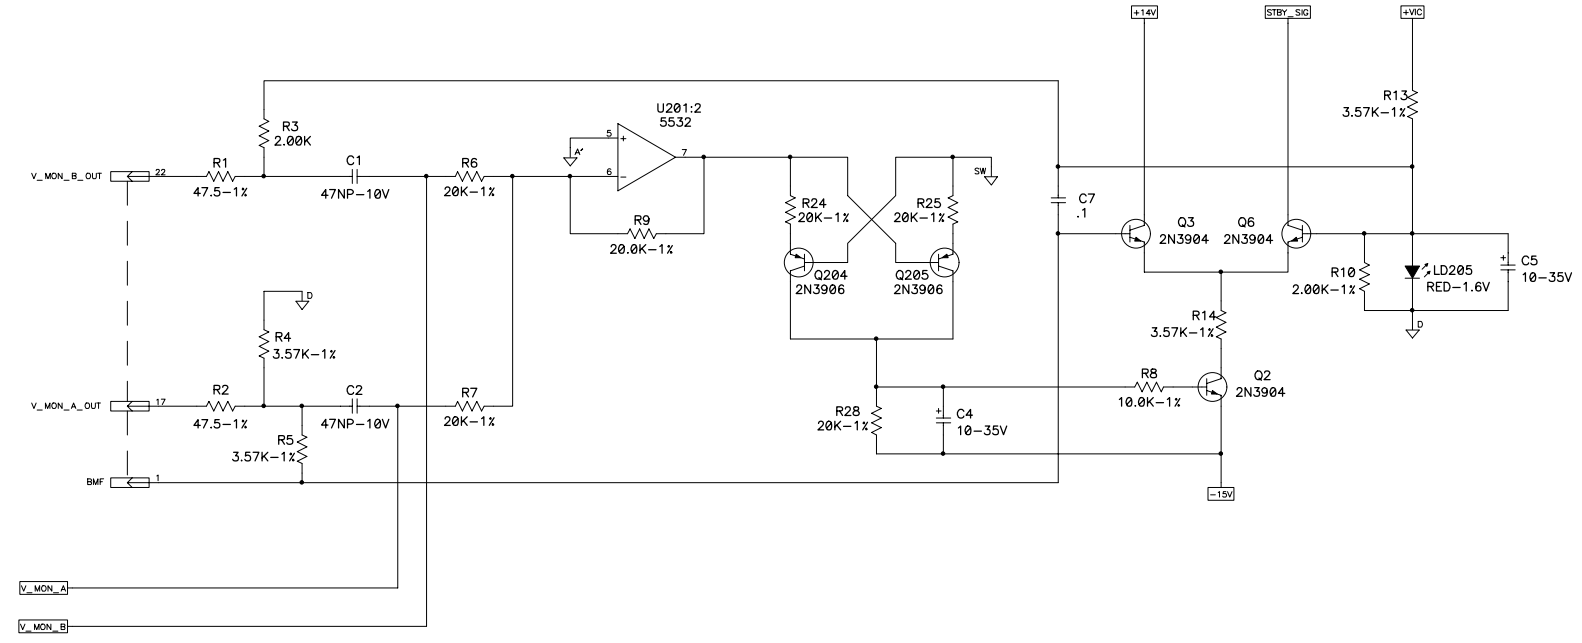 +14V
STBY_SIG
+VIC
R13
3.57K-1%
U201:2
5532
R3
2.00K
5
+
A'
7
6
-
V_MON_B_OUT
22
R1
47.5-1%
C1
47NP-10V
R6
20K-1%
R9
20.0K-1%
SW
R24
20K-1%
R25
20K-1%
C7
.1
Q3
2N3904
Q6
2N3904
Q204
2N3906
Q205
2N3906
R10
2.00K-1%
LD205
RED-1.6V
+
C5
10-35V
D
D
R4
3.57K-1%
R14
3.57K-1%
V_MON_A_OUT
17
R2
47.5-1%
C2
47NP-10V
R7
20K-1%
R8
10.0K-1%
Q2
2N3904
R28
20K-1%
+
C4
10-35V
R5
3.57K-1%
BMF
1
-15V
V_MON_A
V_MON_B